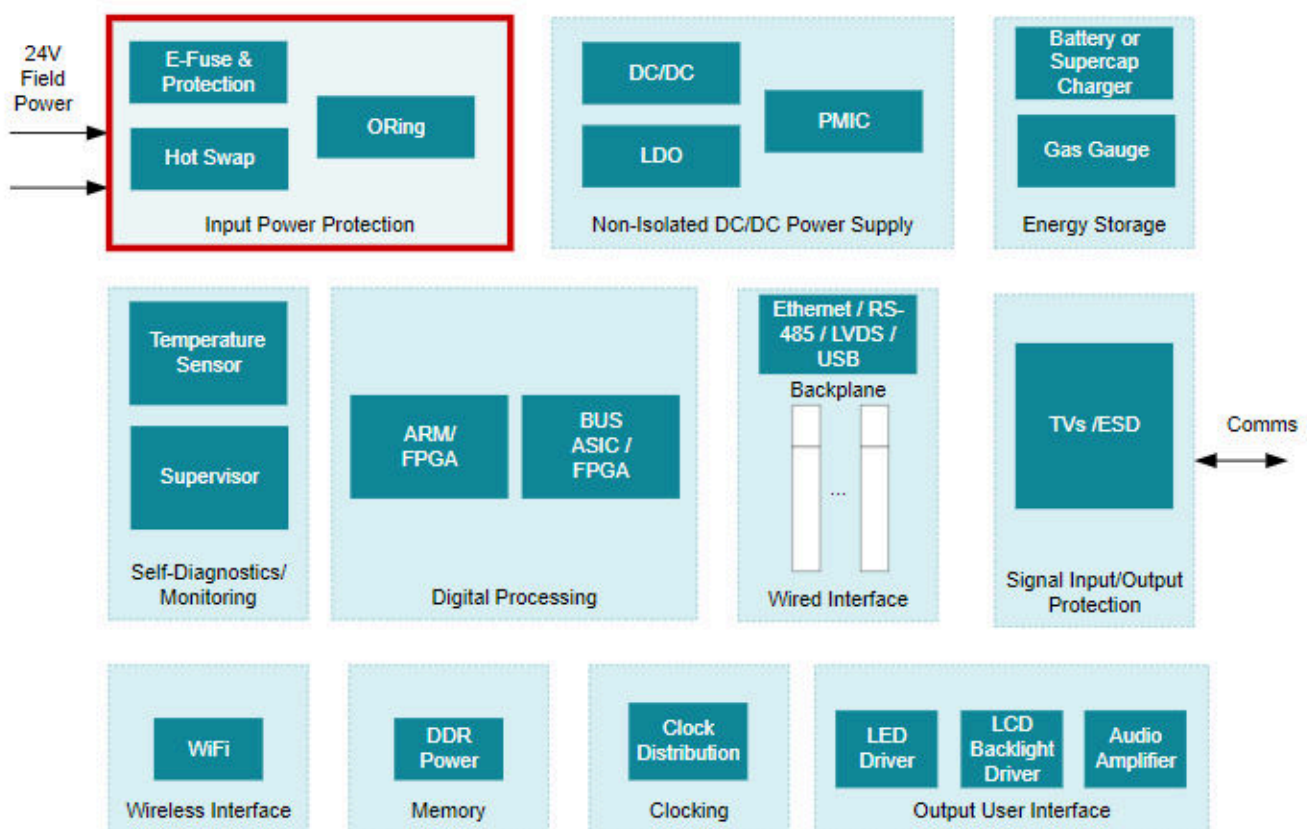 24V
Field
Power
E-Fuse &
Protection
Hot Swap
ORing
Input Power Protection
DC/DC
LDO
PMIC
Non-Isolated DC/DC Power Supply
Battery or
Supercap
Charger
Gas Gauge
Energy Storage
Temperature
Sensor
Supervisor
Self-Diagnostics/
Monitoring
ARM/
FPGA
BUS
ASIC /
FPGA
Digital Processing
Ethernet / RS-
485 / LVDS /
USB
Backplane
...
Wired Interface
TVs /ESD
Signal Input/Output
Protection
Comms
WiFi
Wireless Interface
DDR
Power
Memory
Clock
Distribution
Clocking
LED
Driver
LCD
Backlight
Driver
Audio
Amplifier
Output User Interface